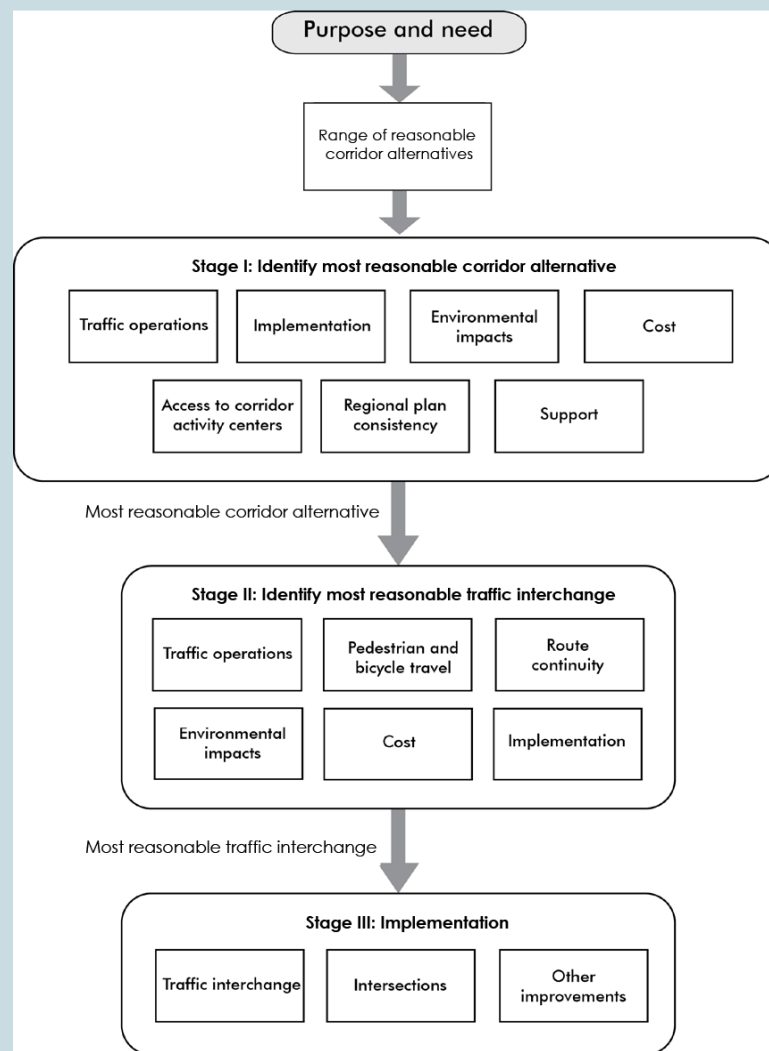 Purpose and need
Range of reasonable
corridor alternatives
Stage I: Identify most reasonable corridor alternative
Traffic operations
Implementation
Environmental
impacts
Cost
Access to corridor
activity centers
Regional plan
consistency
Support
Most reasonable corridor alternative
Stage II: Identify most reasonable traffic interchange
Traffic operations
Pedestrian and
bicycle travel
Route
continuity
Environmental
impacts
Cost
Implementation
Most reasonable traffic interchange
Stage III: Implementation
Traffic interchange
Intersections
Other
improvements